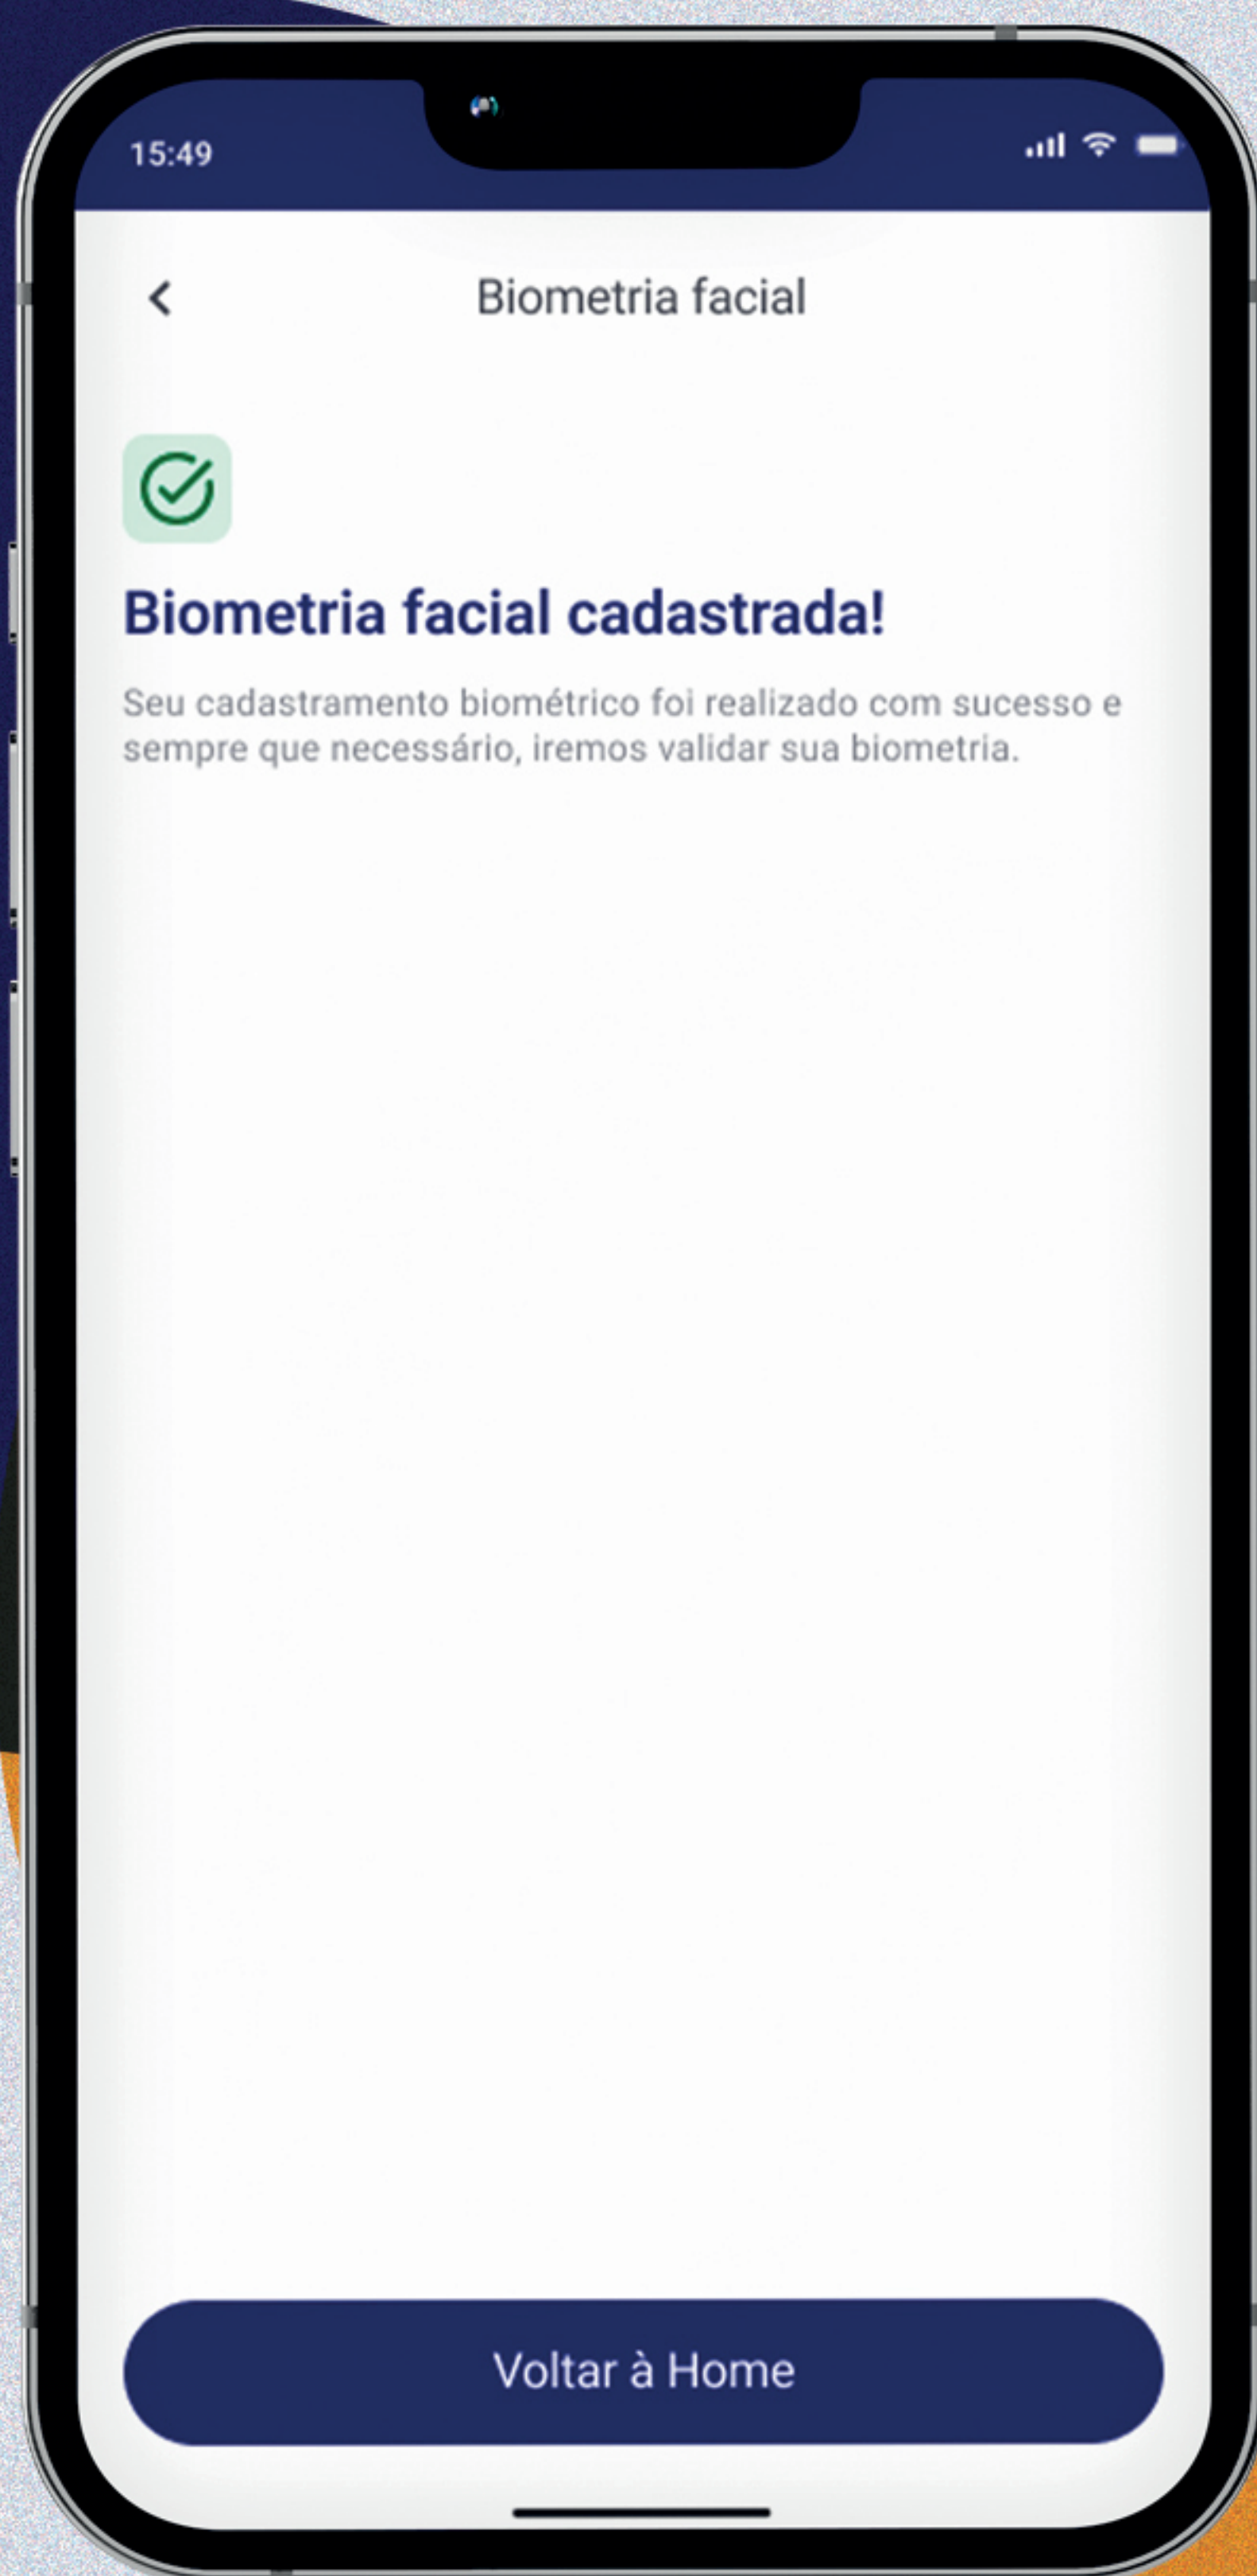 15:49
Biometria facial
Biometria facial cadastrada!
Seu cadastramento biométrico foi realizado com sucesso e
sempre que necessário, iremos validar sua biometria.
Voltar à Home